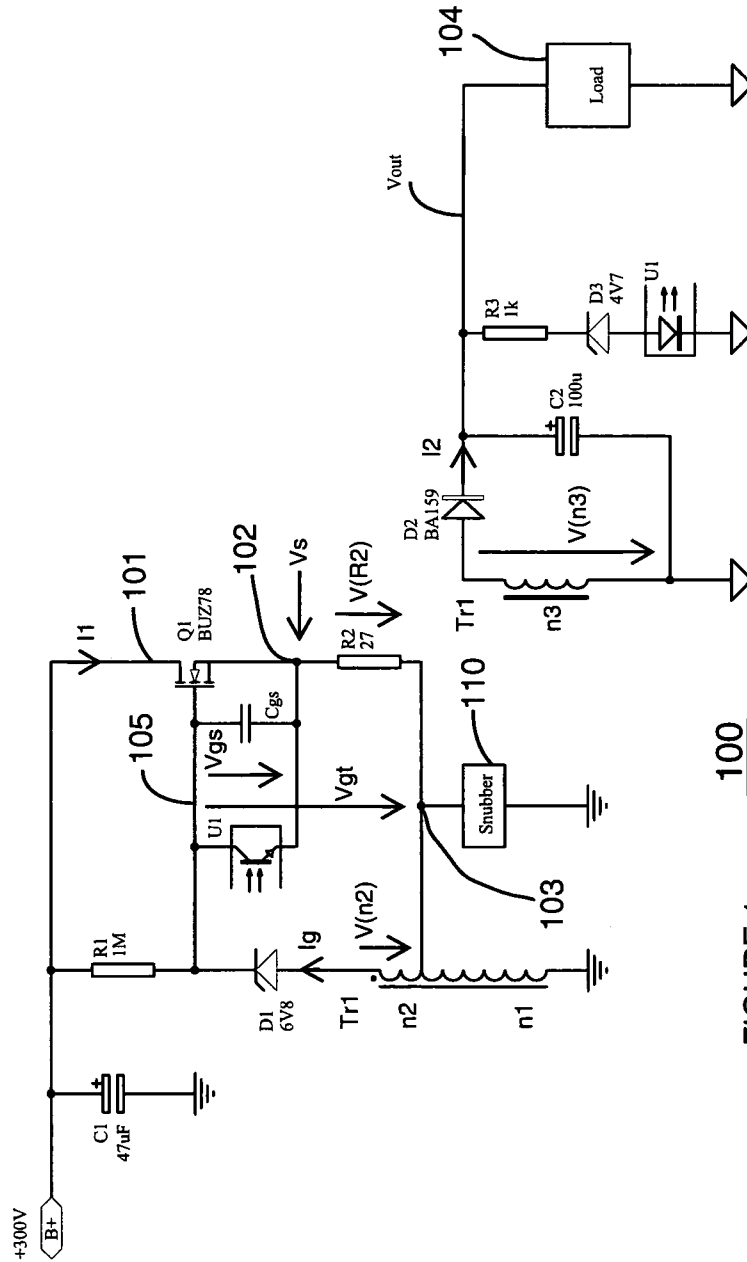 +300V
B+
C1
47uF
R1
1M
D1
6V8
Ig
Tr1
n2
n1
V(n2)
U1
Vgs
Vgt
Cgs
105
I1
101
Q1
BUZ78
102
Vs
V(R2)
R2
27
110
Snubber
103
Tr1
n3
V(n3)
D2
BA159
I2
C2
100u
R3
1k
D3
4V7
U1
Vout
104
Load
100